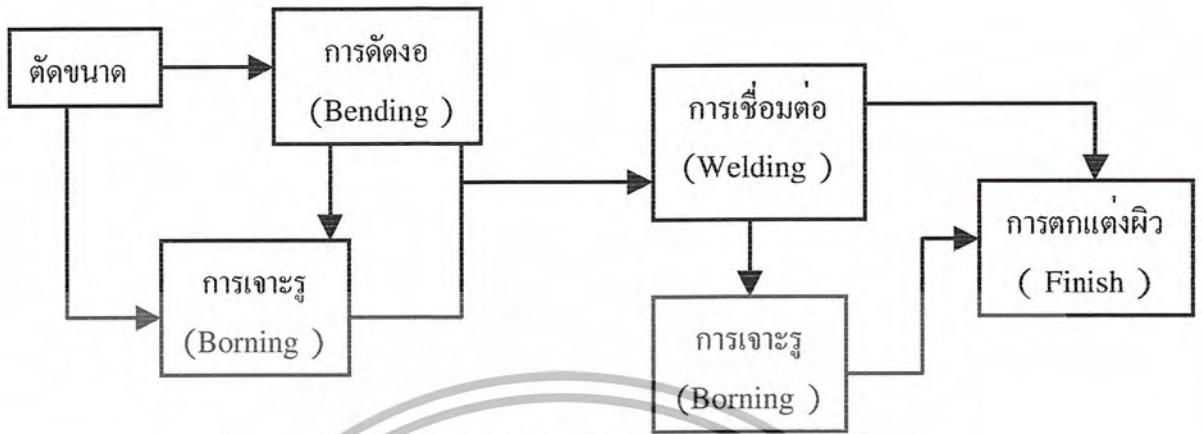 ตัดขนาด
การดัดงอ
(Bending )
การเจาะรู
(Borning )
การเชื่อมต่อ
(Welding )
การเจาะรู
(Borning )
การตกแต่งผิว
( Finish )